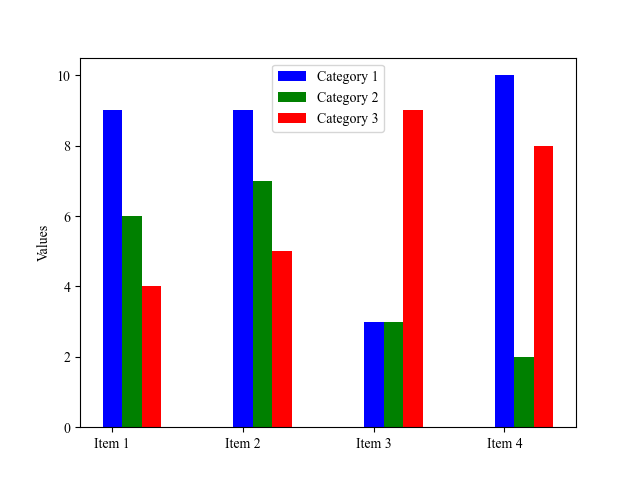 10
8
6
4
2
0
Values
Category 1
Category 2
Category 3
Item 1
Item 2
Item 3
Item 4